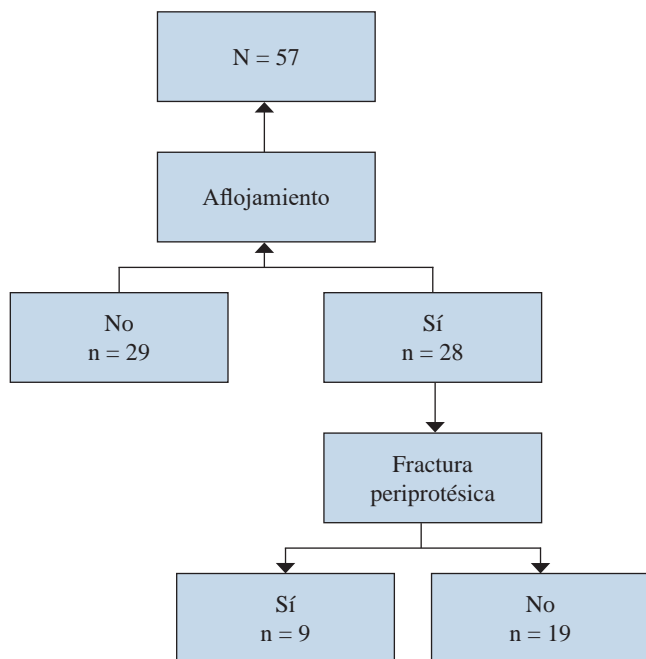 N = 57
Aflojamiento
No
n = 29
Sí
n = 28
Fractura
periprotésica
Sí
n = 9
No
n = 19